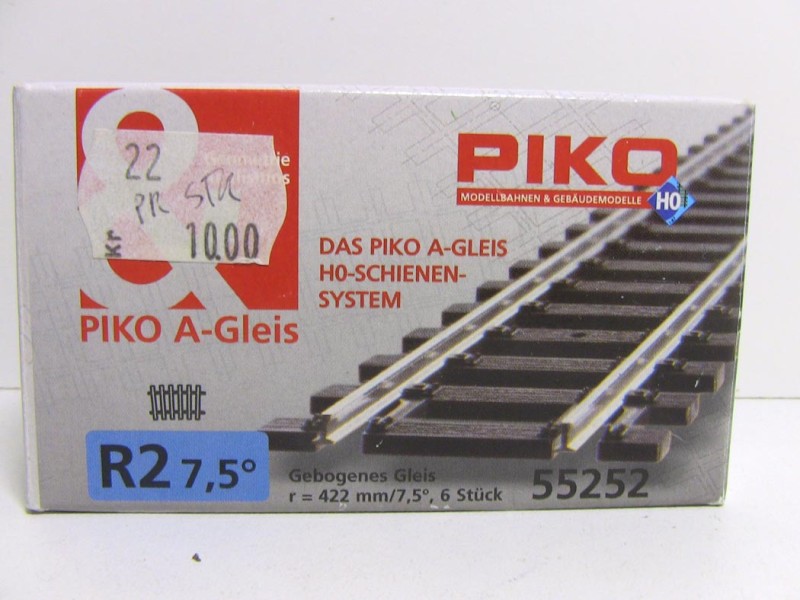 &
22
PR STK
kr 10.00
PIKO A-Gleis
PIKO
MODELLBAHNEN & GEBÄUDEMODELLE
H0
DAS PIKO A-GLEIS
H0-SCHIENEN-
SYSTEM
R2 7,5°
Gebogenes Gleis
r = 422 mm/7,5°, 6 Stück
55252